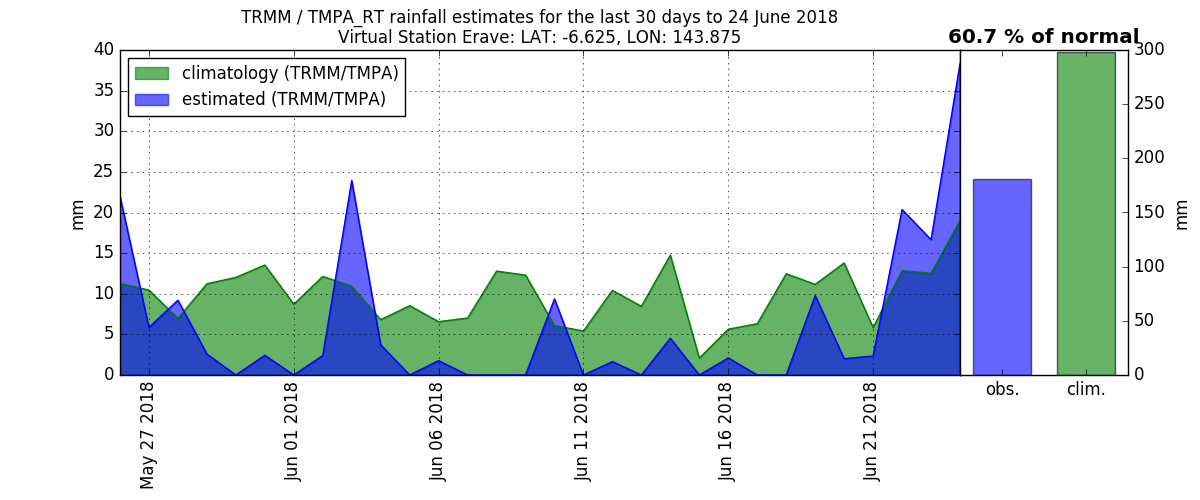 TRMM / TMPA_RT rainfall estimates for the last 30 days to 24 June 2018
Virtual Station Erave: LAT: -6.625, LON: 143.875
60.7 % of normal
climatology (TRMM/TMPA)
estimated (TRMM/TMPA)
mm
40
35
30
25
20
15
10
5
0
May 27 2018
Jun 01 2018
Jun 06 2018
Jun 11 2018
Jun 16 2018
Jun 21 2018
obs.
clim.
300
250
200
150
100
50
0
mm